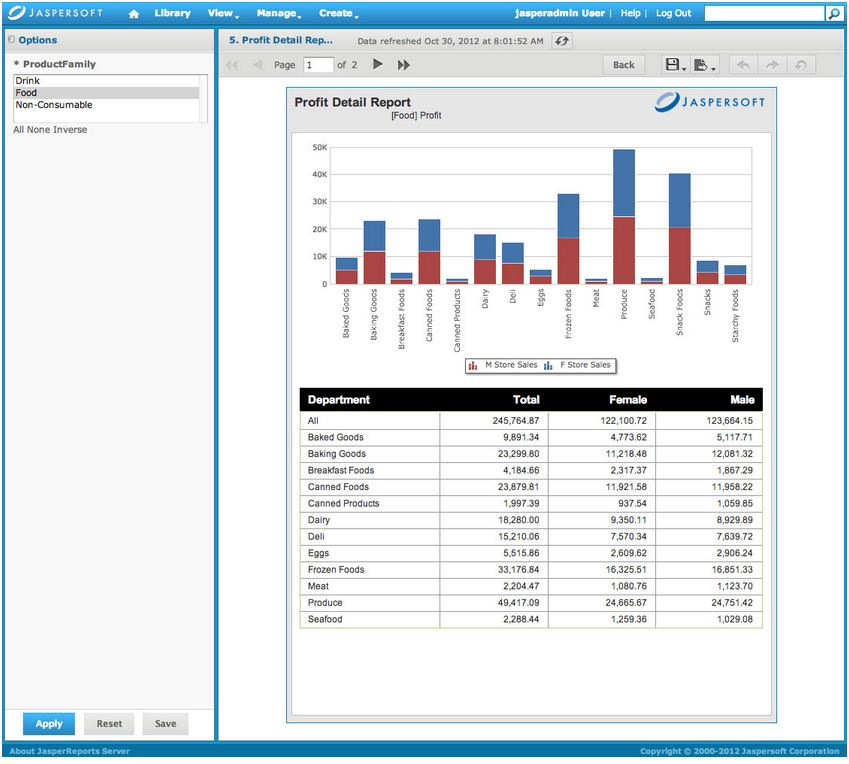 JASPERSOFT Library View Manage Create jasperadmin User Help Log Out
Options
* ProductFamily
Drink
Food
Non-Consumable
All None Inverse
5. Profit Detail Rep... Data refreshed Oct 30, 2012 at 8:01:52 AM
Page 1 of 2 Back
Profit Detail Report JASPERSOFT
[Food] Profit
50K
40K
30K
20K
10K
0
Baked Goods
Baking Goods
Breakfast Foods
Canned Foods
Canned Products
Dairy
Deli
Eggs
Frozen Foods
Meat
Produce
Seafood
Snack Foods
Snacks
Starchy Foods
M Store Sales F Store Sales
Department Total Female Male
All 245,764.87 122,100.72 123,664.15
Baked Goods 9,891.34 4,773.62 5,117.71
Baking Goods 23,299.80 11,218.48 12,081.32
Breakfast Foods 4,184.66 2,317.37 1,867.29
Canned Foods 23,879.81 11,921.58 11,958.22
Canned Products 1,997.39 937.54 1,059.85
Dairy 18,280.00 9,350.11 8,929.89
Deli 15,210.06 7,570.34 7,639.72
Eggs 5,515.86 2,609.62 2,906.24
Frozen Foods 33,176.84 16,325.51 16,851.33
Meat 2,204.47 1,080.76 1,123.70
Produce 49,417.09 24,665.67 24,751.42
Seafood 2,288.44 1,259.36 1,029.08
Apply Reset Save
About JasperReports Server Copyright © 2000-2012 Jaspersoft Corporation